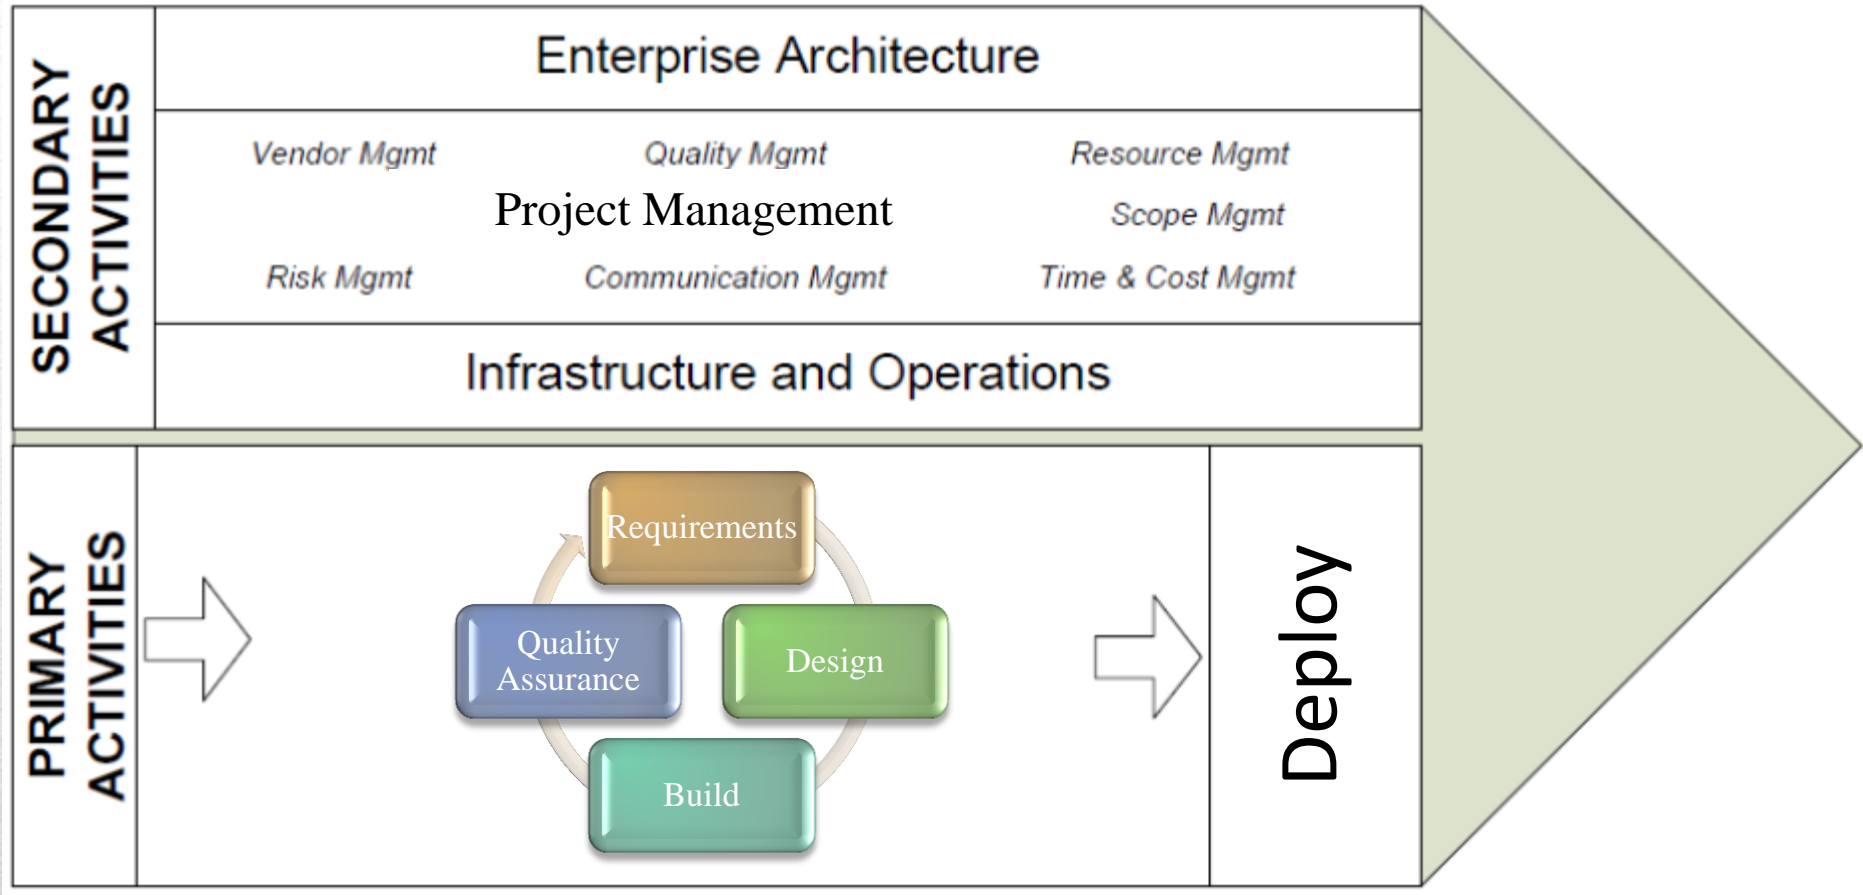 SECONDARY
ACTIVITIES
Enterprise Architecture
Vendor Mgmt Quality Mgmt Resource Mgmt
Project Management Scope Mgmt
Risk Mgmt Communication Mgmt Time & Cost Mgmt
Infrastructure and Operations
PRIMARY
ACTIVITIES
Requirements
Quality
Assurance
Design
Build
Deploy